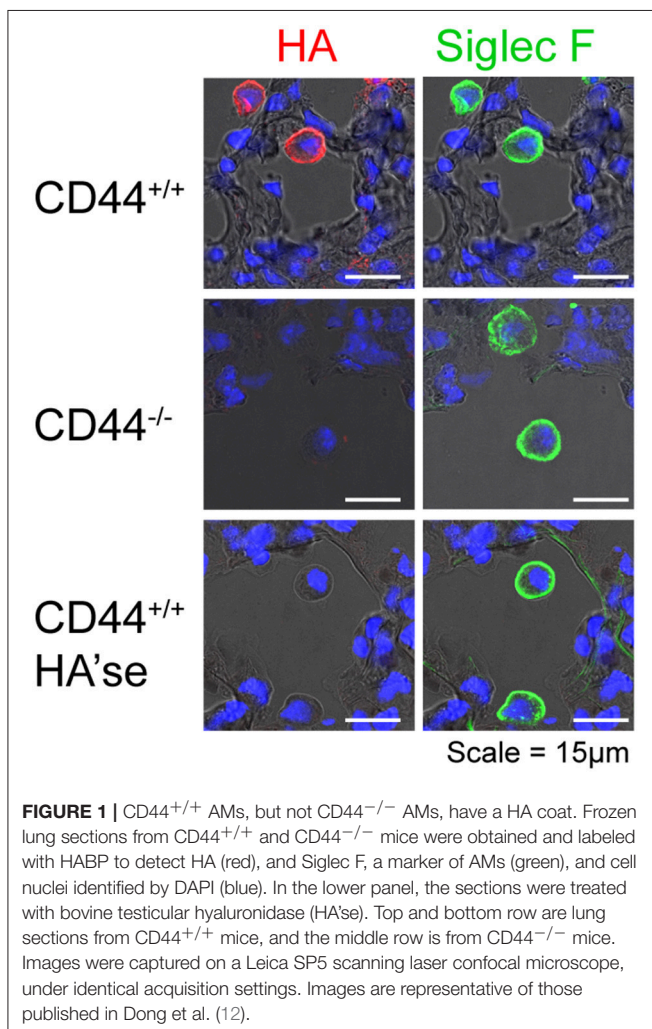 HA Siglec F
CD44+/+
CD44-/-
CD44+/+
HA'se
Scale = 15µm
FIGURE 1 | CD44+/+ AMs, but not CD44−/− AMs, have a HA coat. Frozen
lung sections from CD44+/+ and CD44−/− mice were obtained and labeled
with HABP to detect HA (red), and Siglec F, a marker of AMs (green), and cell
nuclei identified by DAPI (blue). In the lower panel, the sections were treated
with bovine testicular hyaluronidase (HA'se). Top and bottom row are lung
sections from CD44+/+ mice, and the middle row is from CD44−/− mice.
Images were captured on a Leica SP5 scanning laser confocal microscope,
under identical acquisition settings. Images are representative of those
published in Dong et al. (12).